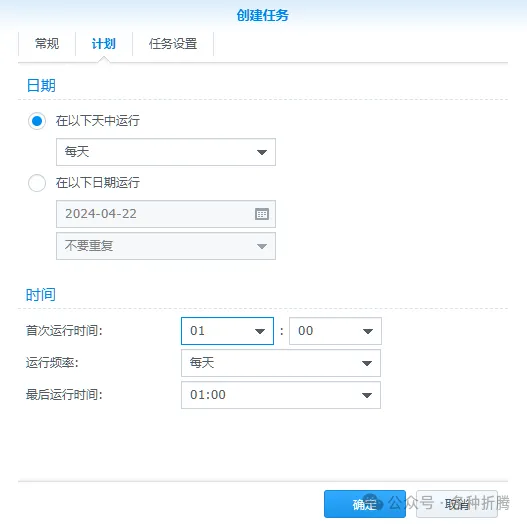 创建任务
常规 计划 任务设置
日期
在以下天中运行
每天
在以下日期运行
2024-04-22
不要重复
时间
首次运行时间: 01 : 00
运行频率: 每天
最后运行时间: 01:00
确定 取消
公众号 · 多种折腾